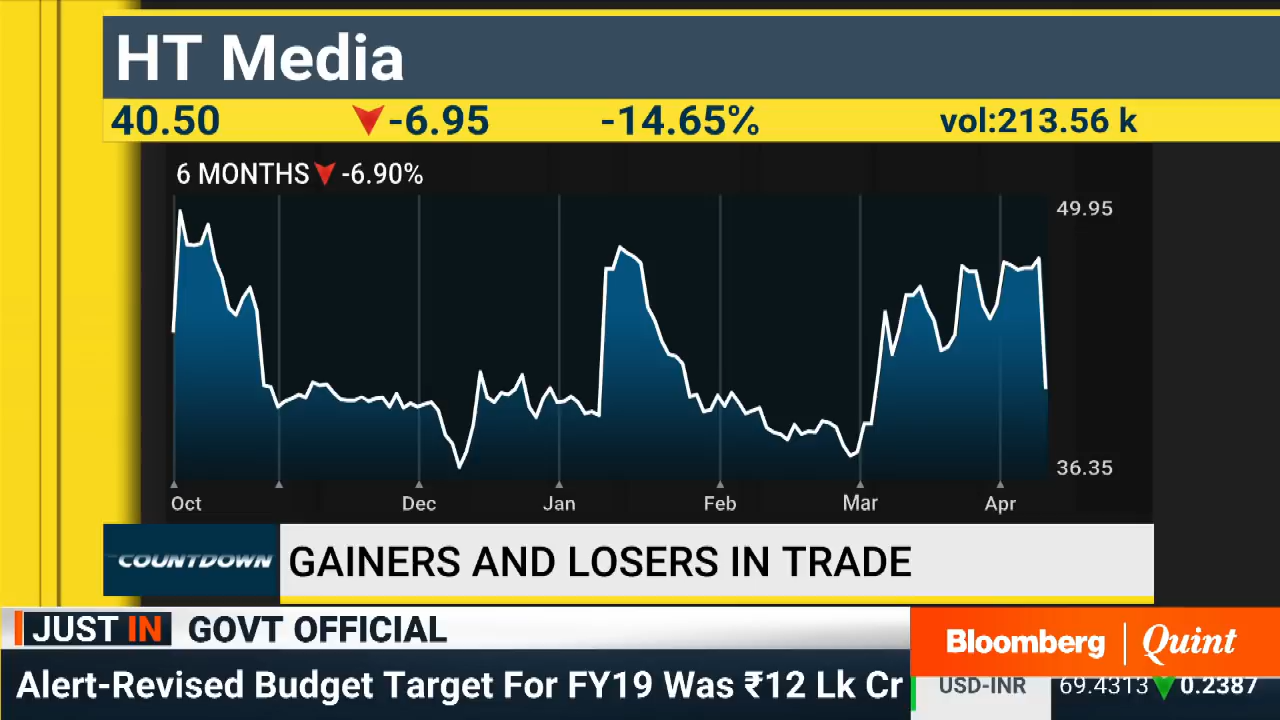 HT Media
40.50 -6.95 -14.65% vol:213.56 k
6 MONTHS -6.90%
49.95
36.35
Oct Dec Jan Feb Mar Apr
COUNTDOWN GAINERS AND LOSERS IN TRADE
JUST IN GOVT OFFICIAL
Bloomberg | Quint
Alert-Revised Budget Target For FY19 Was ₹12 Lk Cr
USD-INR 69.4313 0.2387